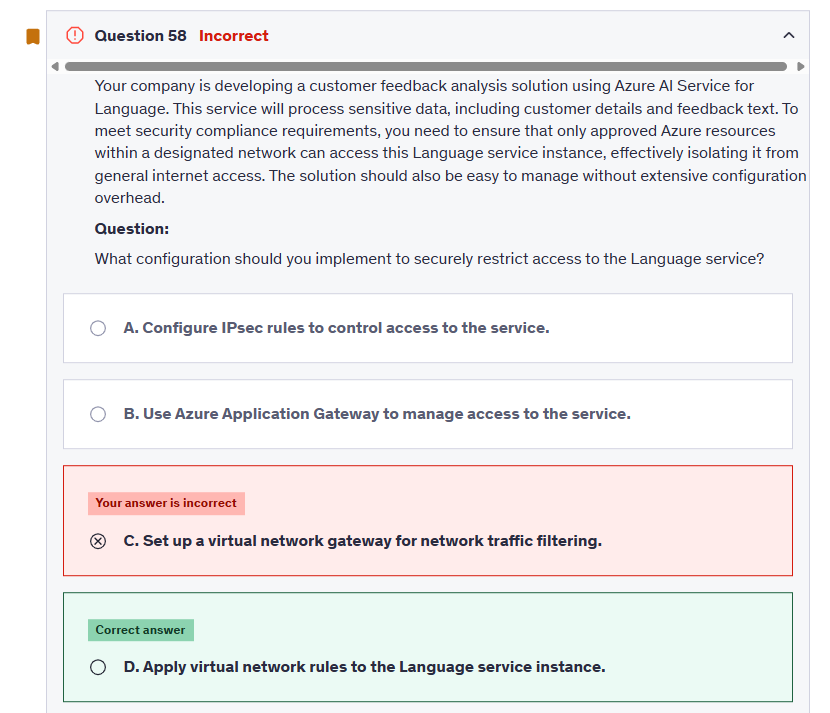 Question 58 Incorrect
Your company is developing a customer feedback analysis solution using Azure AI Service for
Language. This service will process sensitive data, including customer details and feedback text. To
meet security compliance requirements, you need to ensure that only approved Azure resources
within a designated network can access this Language service instance, effectively isolating it from
general internet access. The solution should also be easy to manage without extensive configuration
overhead.
Question:
What configuration should you implement to securely restrict access to the Language service?
A. Configure IPsec rules to control access to the service.
B. Use Azure Application Gateway to manage access to the service.
Your answer is incorrect
C. Set up a virtual network gateway for network traffic filtering.
Correct answer
D. Apply virtual network rules to the Language service instance.